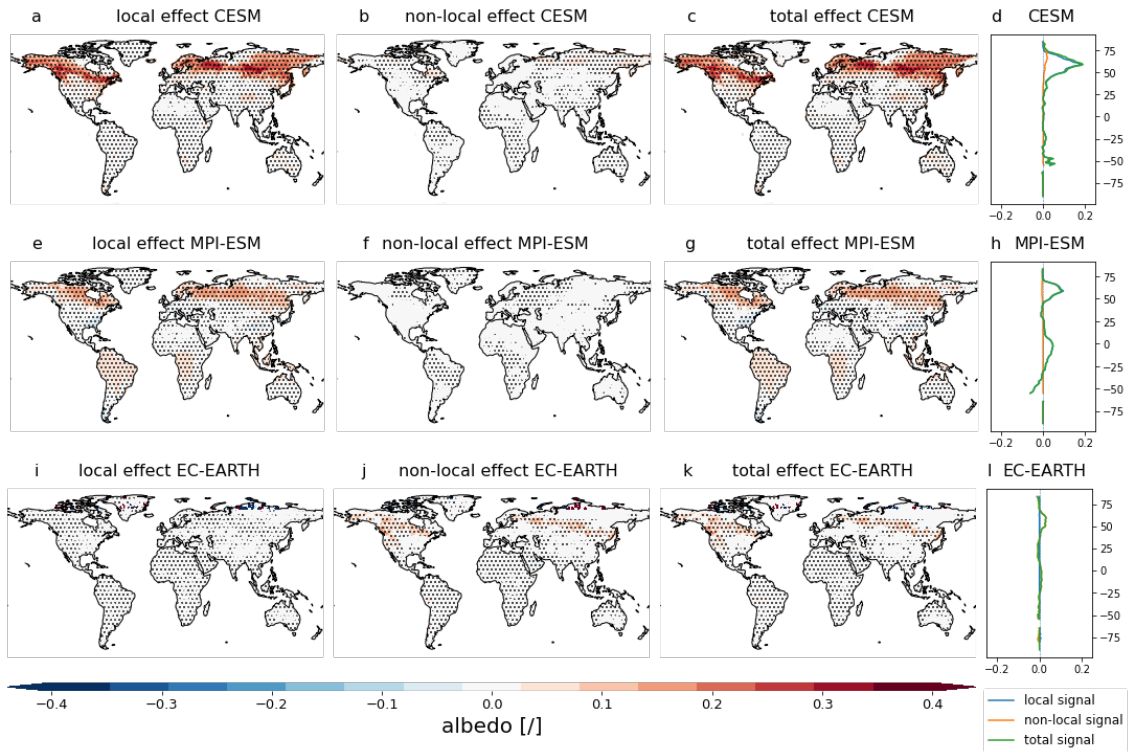 a local effect CESM b non-local effect CESM c total effect CESM d CESM
75
50
25
0
−25
−50
−75
−0.2 0.0 0.2
e local effect MPI-ESM f non-local effect MPI-ESM g total effect MPI-ESM h MPI-ESM
75
50
25
0
−25
−50
−75
−0.2 0.0 0.2
i local effect EC-EARTH j non-local effect EC-EARTH k total effect EC-EARTH l EC-EARTH
75
50
25
0
−25
−50
−75
−0.2 0.0 0.2
−0.4 −0.3 −0.2 −0.1 0.0 0.1 0.2 0.3 0.4
albedo [/]
local signal
non-local signal
total signal